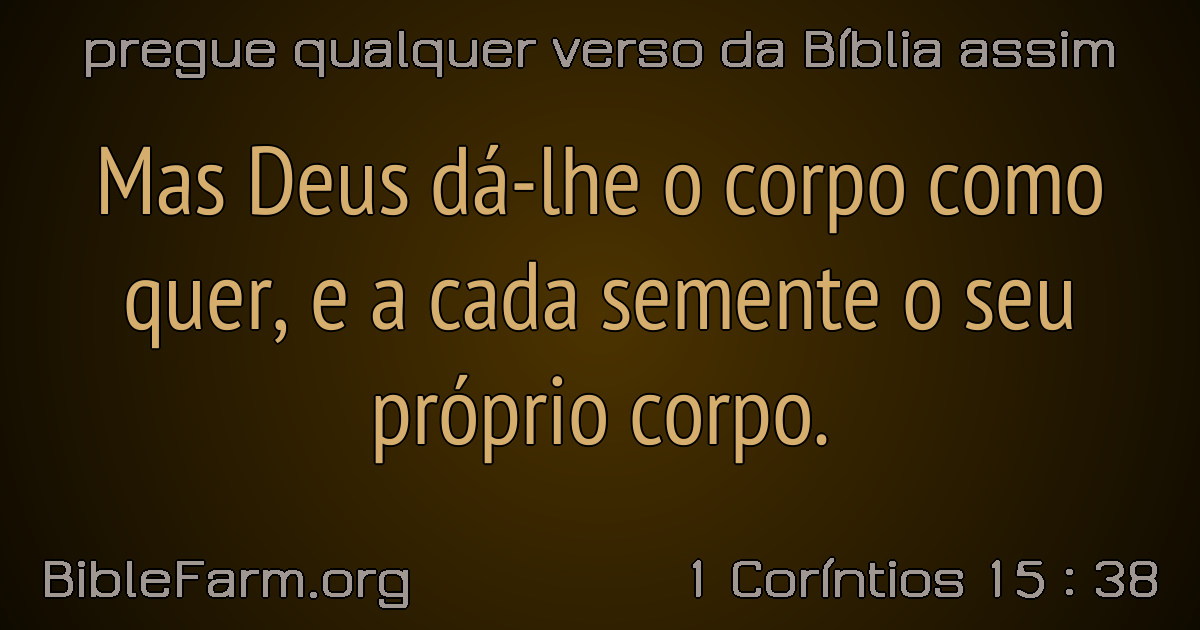 pregue qualquer verso da Bíblia assim
Mas Deus dá-lhe o corpo como
quer, e a cada semente o seu
próprio corpo.
BibleFarm.org
1 Coríntios 15 : 38